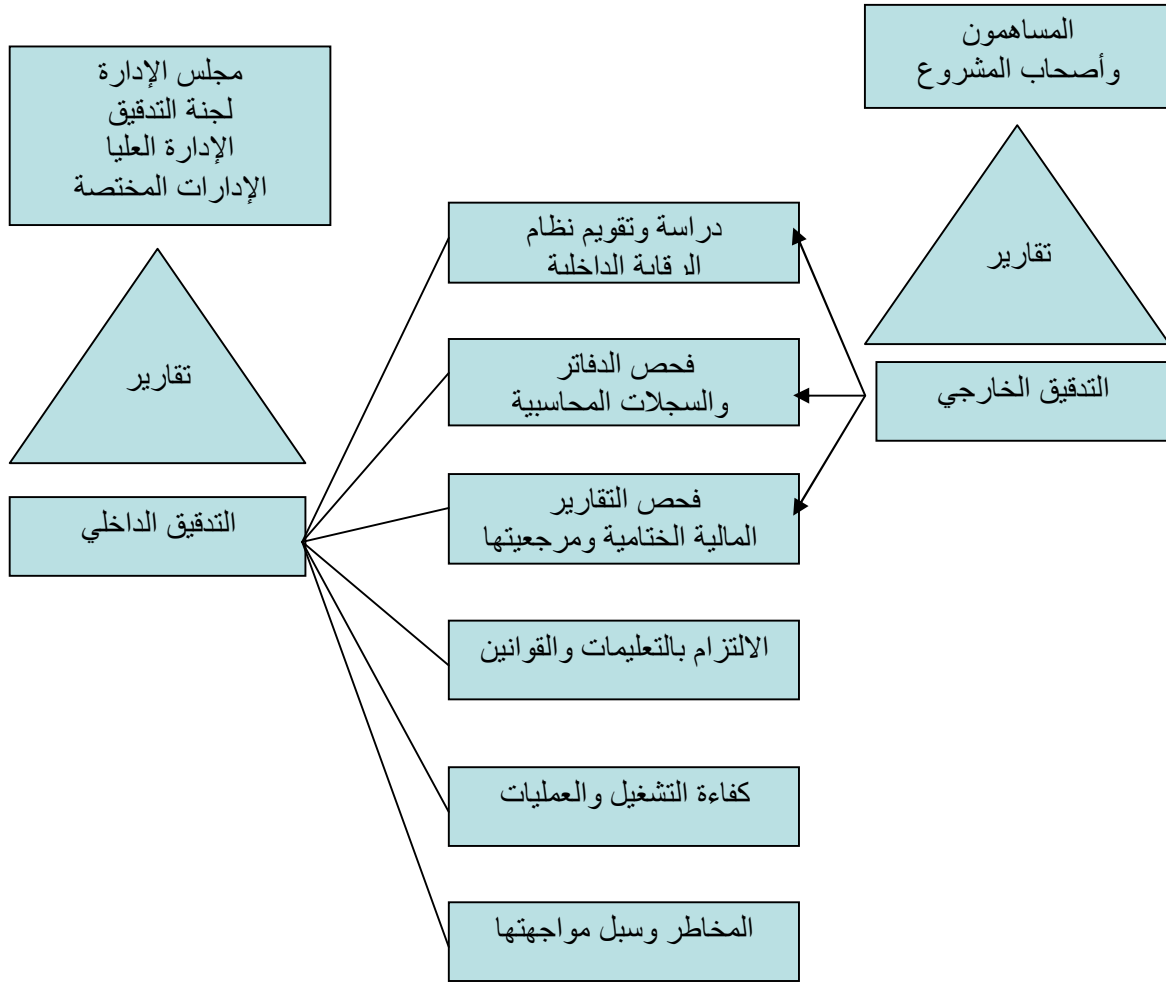 المساهمون
وأصحاب المشروع
مجلس الإدارة
لجنة التدقيق
الإدارة العليا
الإدارات المختصة
تقارير
تقارير
دراسة وتقويم نظام
الرقابة الداخلية
فحص الدفاتر
والسجلات المحاسبية
التدقيق الخارجي
فحص التقارير
المالية الختامية ومرجعيتها
التدقيق الداخلي
الالتزام بالتعليمات والقوانين
كفاءة التشغيل والعمليات
المخاطر وسبل مواجهتها